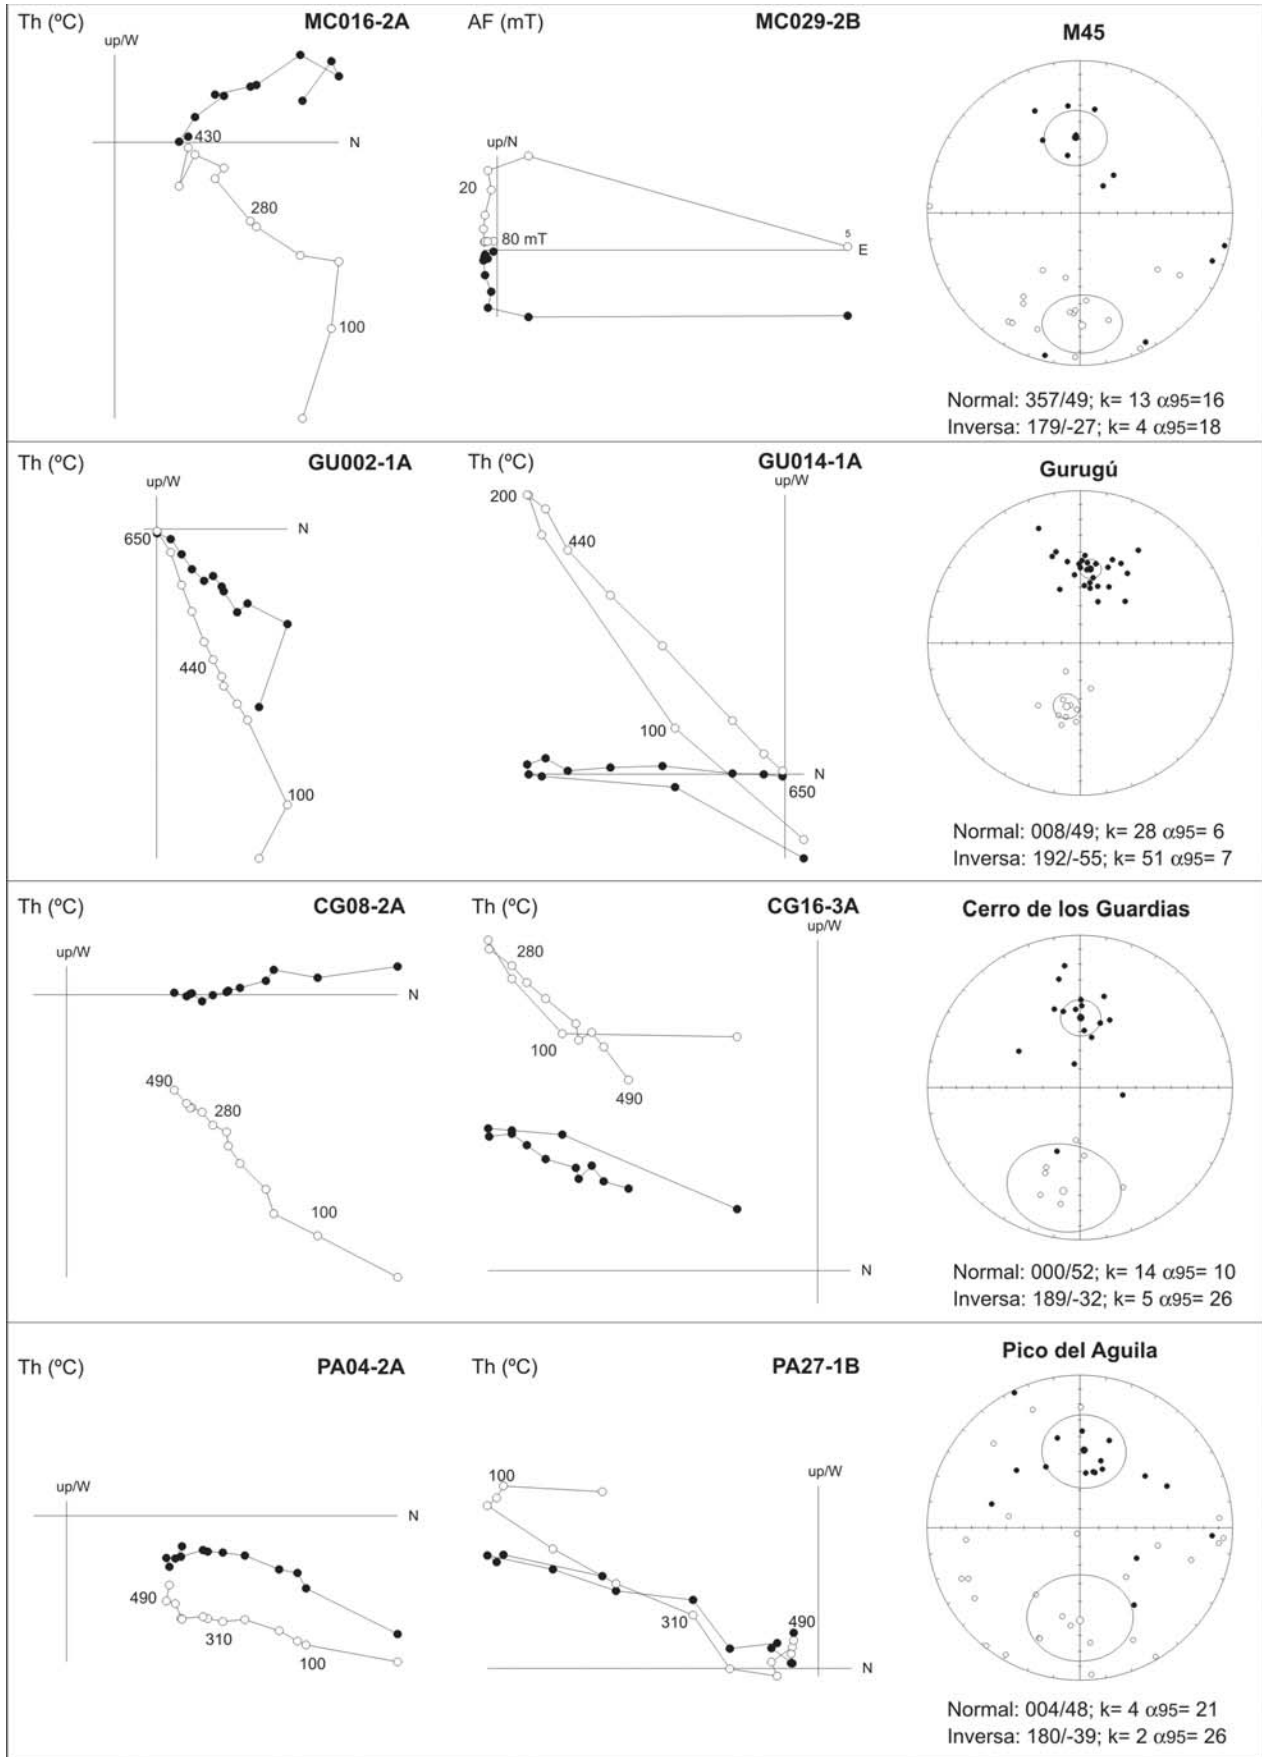 Th (ºC)
MC016-2A
up/W
N
430
280
100
AF (mT)
MC029-2B
up/N
20
80 mT
5
E
M45
Normal: 357/49; k= 13 α95=16
Inversa: 179/-27; k= 4 α95=18
Th (ºC)
GU002-1A
up/W
N
650
440
100
Th (ºC)
GU014-1A
up/W
200
440
100
N
650
Gurugú
Normal: 008/49; k= 28 α95= 6
Inversa: 192/-55; k= 51 α95= 7
Th (ºC)
CG08-2A
up/W
N
490
280
100
Th (ºC)
CG16-3A
up/W
280
100
490
N
Cerro de los Guardias
Normal: 000/52; k= 14 α95= 10
Inversa: 189/-32; k= 5 α95= 26
Th (ºC)
PA04-2A
up/W
N
490
310
100
Th (ºC)
PA27-1B
up/W
100
310
490
N
Pico del Aguila
Normal: 004/48; k= 4 α95= 21
Inversa: 180/-39; k= 2 α95= 26